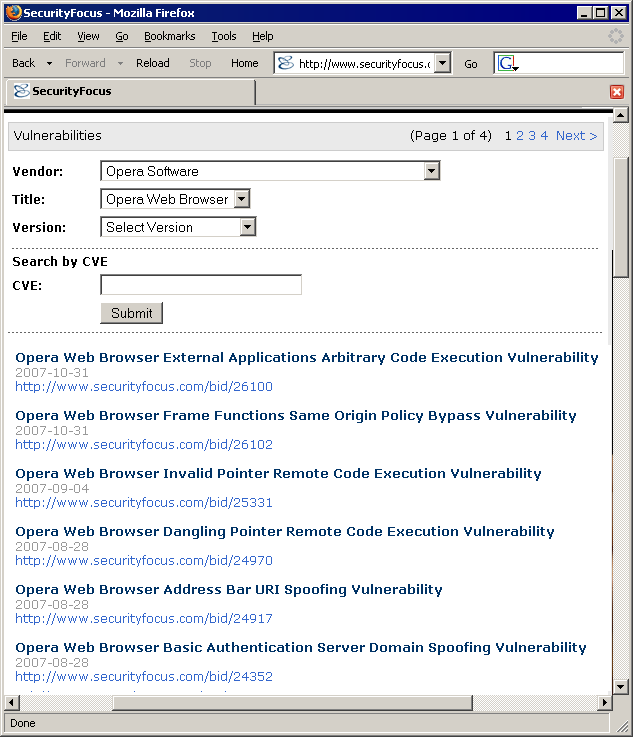 SecurityFocus - Mozilla Firefox
File Edit View Go Bookmarks Tools Help
Back Forward Reload Stop Home http://www.securityfocus.c Go G
SecurityFocus
Vulnerabilities (Page 1 of 4) 1 2 3 4 Next >
Vendor: Opera Software
Title: Opera Web Browser
Version: Select Version
Search by CVE
CVE:
Submit
Opera Web Browser External Applications Arbitrary Code Execution Vulnerability
2007-10-31
http://www.securityfocus.com/bid/26100
Opera Web Browser Frame Functions Same Origin Policy Bypass Vulnerability
2007-10-31
http://www.securityfocus.com/bid/26102
Opera Web Browser Invalid Pointer Remote Code Execution Vulnerability
2007-09-04
http://www.securityfocus.com/bid/25331
Opera Web Browser Dangling Pointer Remote Code Execution Vulnerability
2007-08-28
http://www.securityfocus.com/bid/24970
Opera Web Browser Address Bar URI Spoofing Vulnerability
2007-08-28
http://www.securityfocus.com/bid/24917
Opera Web Browser Basic Authentication Server Domain Spoofing Vulnerability
2007-08-28
http://www.securityfocus.com/bid/24352
Done